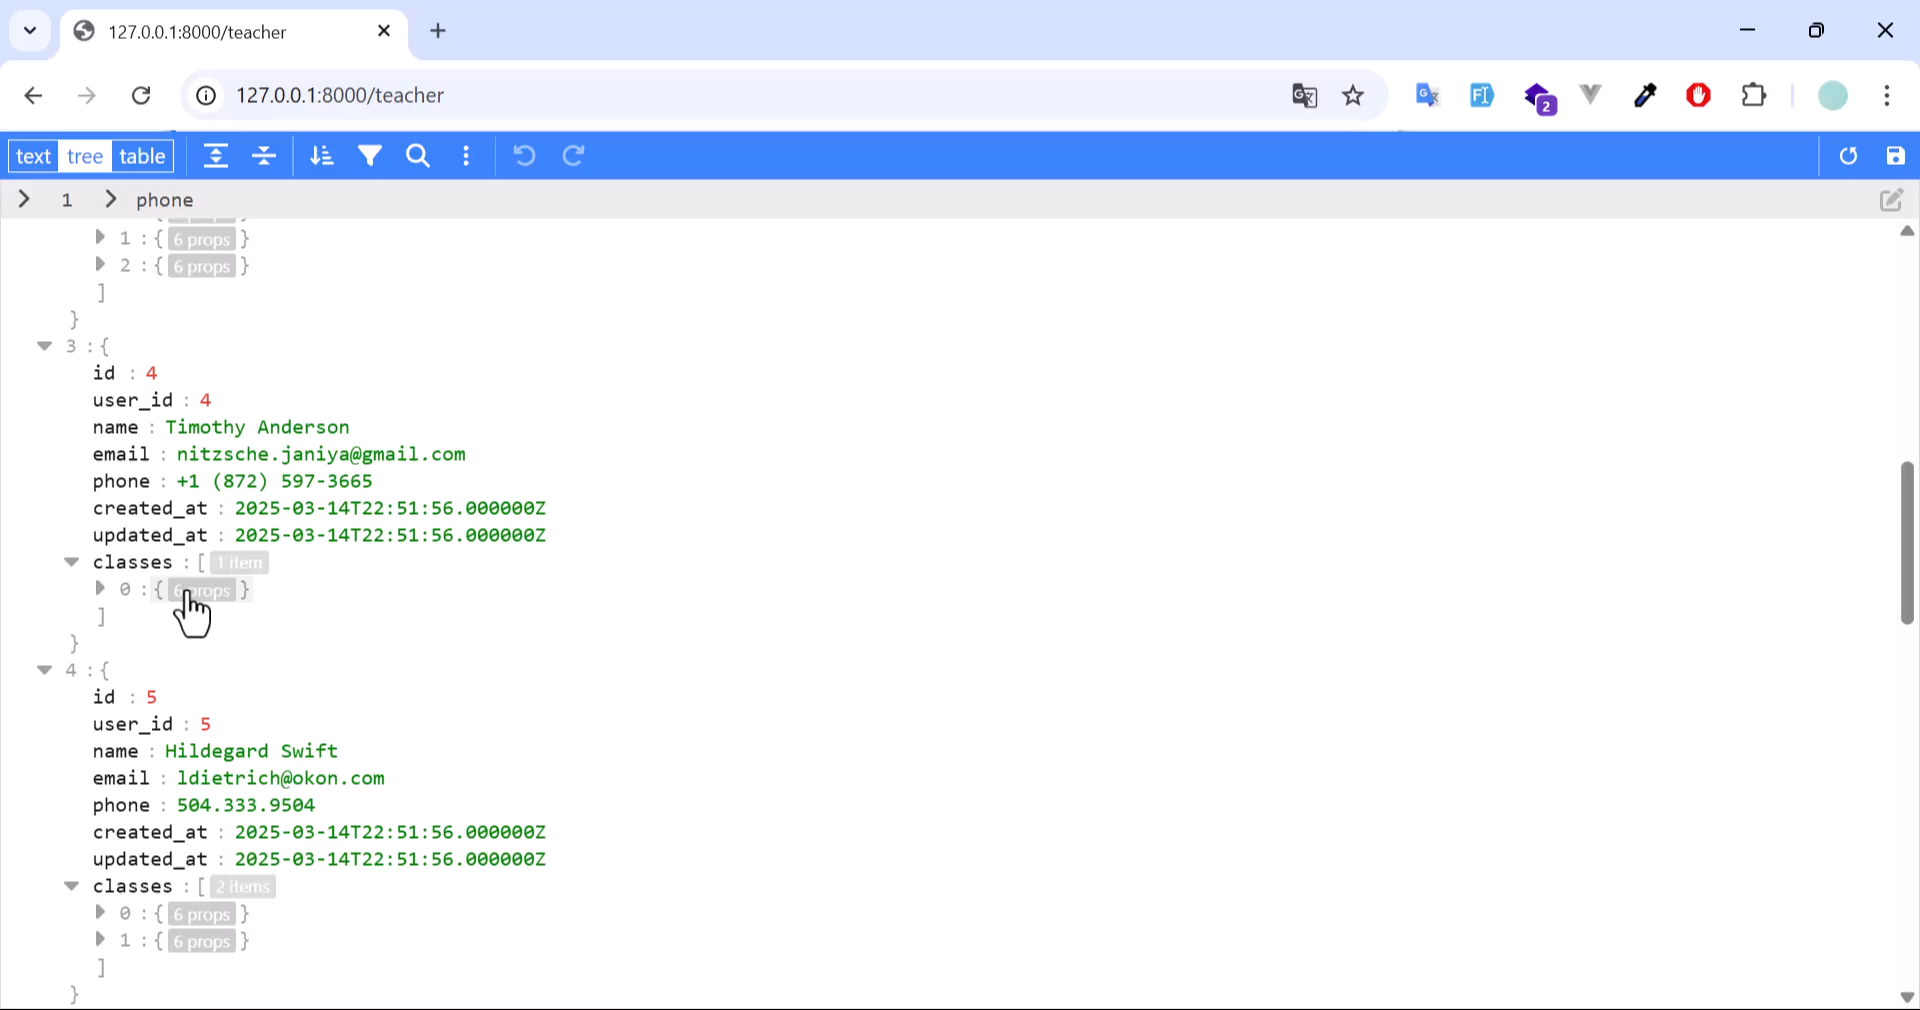 127.0.0.1:8000/teacher
127.0.0.1:8000/teacher
2
text tree table
1 phone
1 : { 6 props }
2 : { 6 props }
]
}
3 : {
id : 4
user_id : 4
name : Timothy Anderson
email : nitzsche.janiya@gmail.com
phone : +1 (872) 597-3665
created_at : 2025-03-14T22:51:56.000000Z
updated_at : 2025-03-14T22:51:56.000000Z
classes : [ 1 item
0 : { 6 props }
]
}
4 : {
id : 5
user_id : 5
name : Hildegard Swift
email : ldietrich@okon.com
phone : 504.333.9504
created_at : 2025-03-14T22:51:56.000000Z
updated_at : 2025-03-14T22:51:56.000000Z
classes : [ 2 items
0 : { 6 props }
1 : { 6 props }
]
}